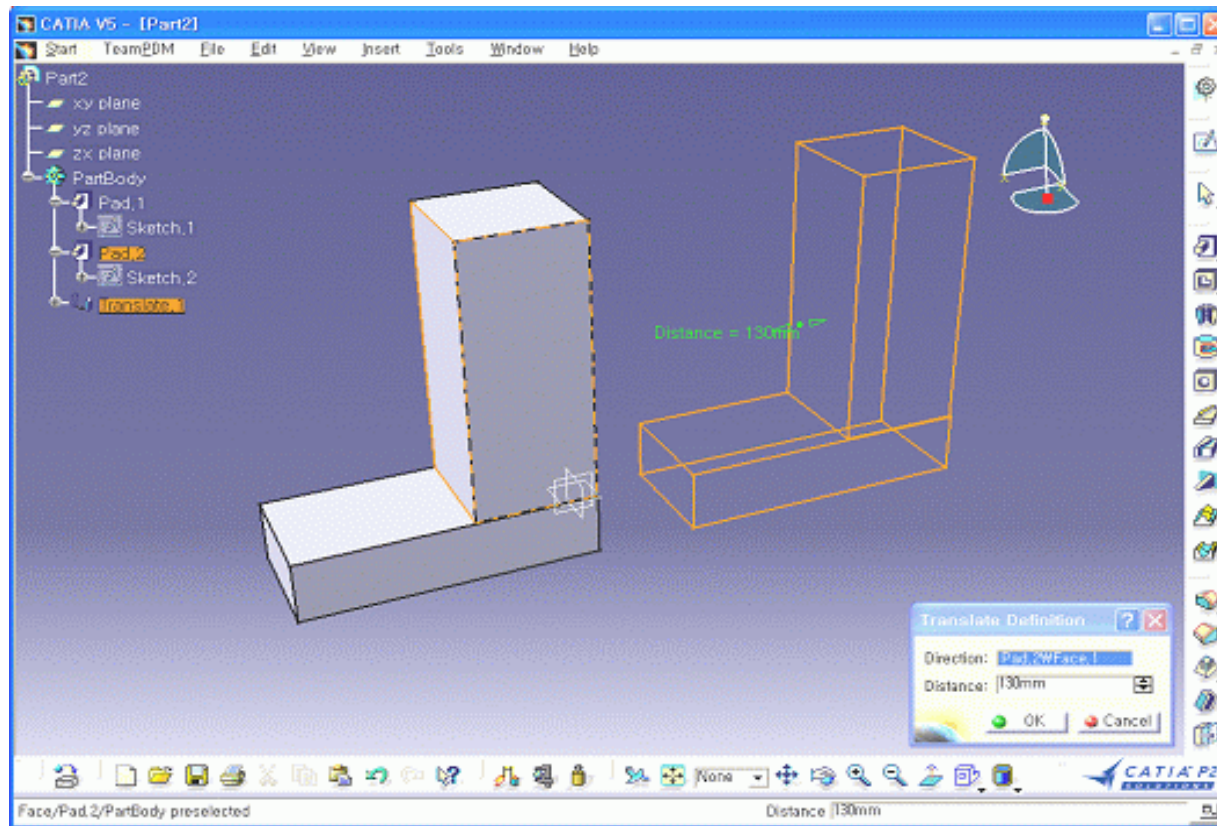 CATIA V5 - [Part2]
Start TeamPDM File Edit View Insert Tools Window Help
Part2
xy plane
yz plane
zx plane
PartBody
Pad,1
Sketch,1
Pad,2
Sketch,2
Translate,1
Distance = 130mm
Translate Definition
Direction: Pad,2₩Face,1
Distance: 130mm
OK Cancel
None
CATIA P2
SOLUTIONS
Face/Pad,2/PartBody preselected Distance 130mm